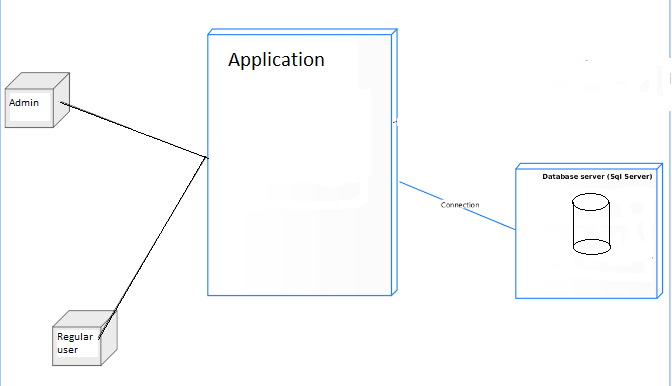 Application
Admin
Database server (Sql Server)
Connection
Regular
user